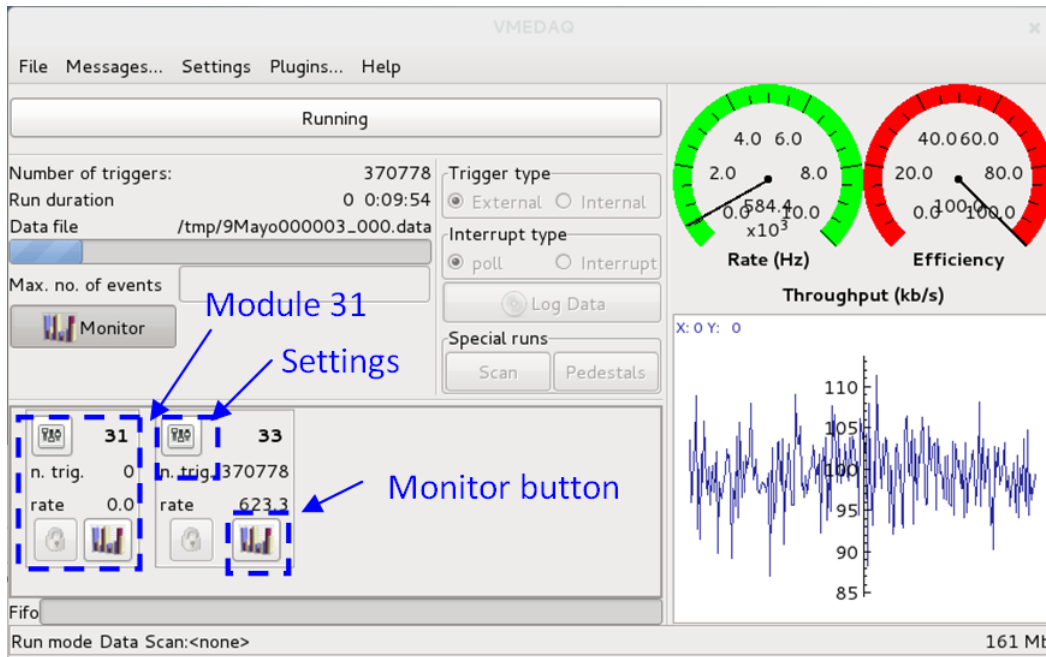 VMEDAQ
File Messages... Settings Plugins... Help
Running
Number of triggers: 370778
Run duration 0 0:09:54
Data file /tmp/9Mayo000003_000.data
Max. no. of events
Monitor
Trigger type
External Internal
Interrupt type
poll Interrupt
Log Data
Special runs
Scan Pedestals
Module 31
Settings
Monitor button
31
n. trig. 0
rate 0.0
33
n. trig. 370778
rate 623.3
Fifo
Run mode Data Scan:<none>
161 Mb
0.0 2.0 4.0 6.0 8.0 10.0
584.4
x10³
Rate (Hz)
0.0 20.0 40.0 60.0 80.0 100.0
100.0
Efficiency
Throughput (kb/s)
X: 0 Y: 0
110
105
100
95
90
85